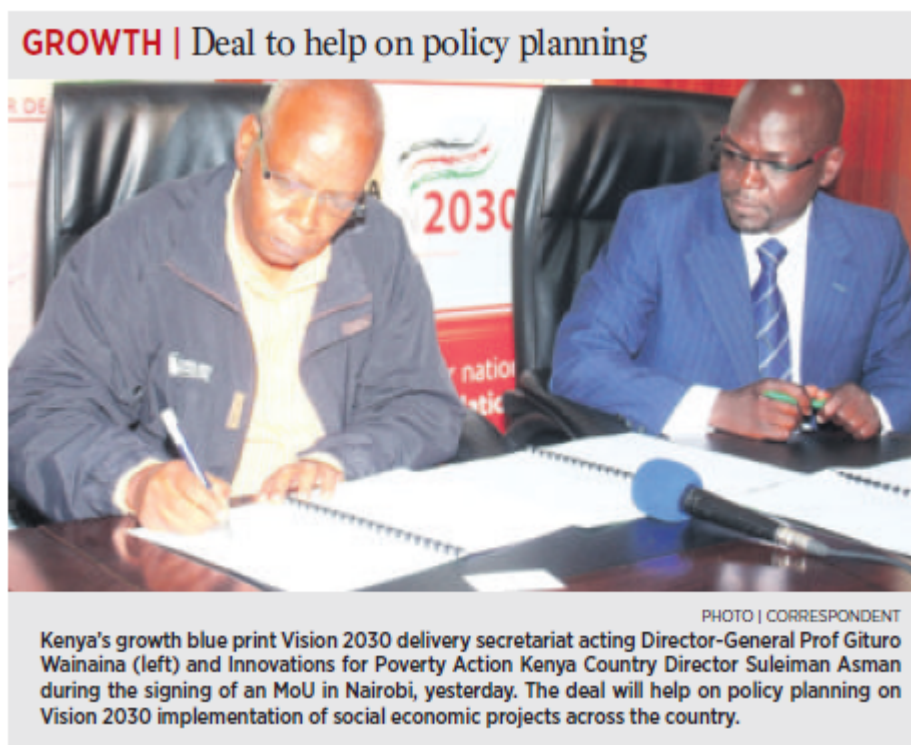 GROWTH | Deal to help on policy planning
R DE
2030
r nation
PHOTO | CORRESPONDENT
Kenya's growth blue print Vision 2030 delivery secretariat acting Director-General Prof Gituro
Wainaina (left) and Innovations for Poverty Action Kenya Country Director Suleiman Asman
during the signing of an MoU in Nairobi, yesterday. The deal will help on policy planning on
Vision 2030 implementation of social economic projects across the country.